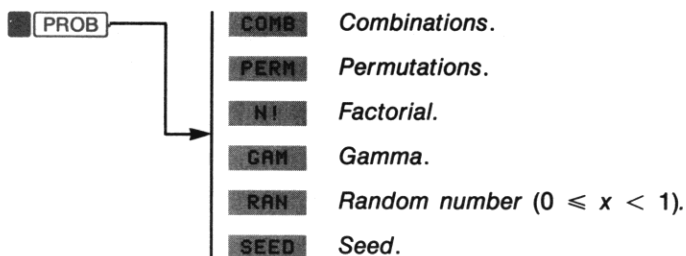 PROB
COMB Combinations.
PERM Permutations.
N! Factorial.
GAM Gamma.
RAN Random number (0 ⩽ x < 1).
SEED Seed.